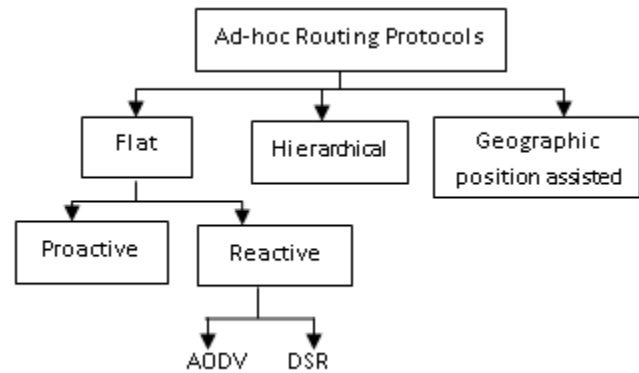 Ad-hoc Routing Protocols
Flat
Hierarchical
Geographic
position assisted
Proactive
Reactive
AODV
DSR